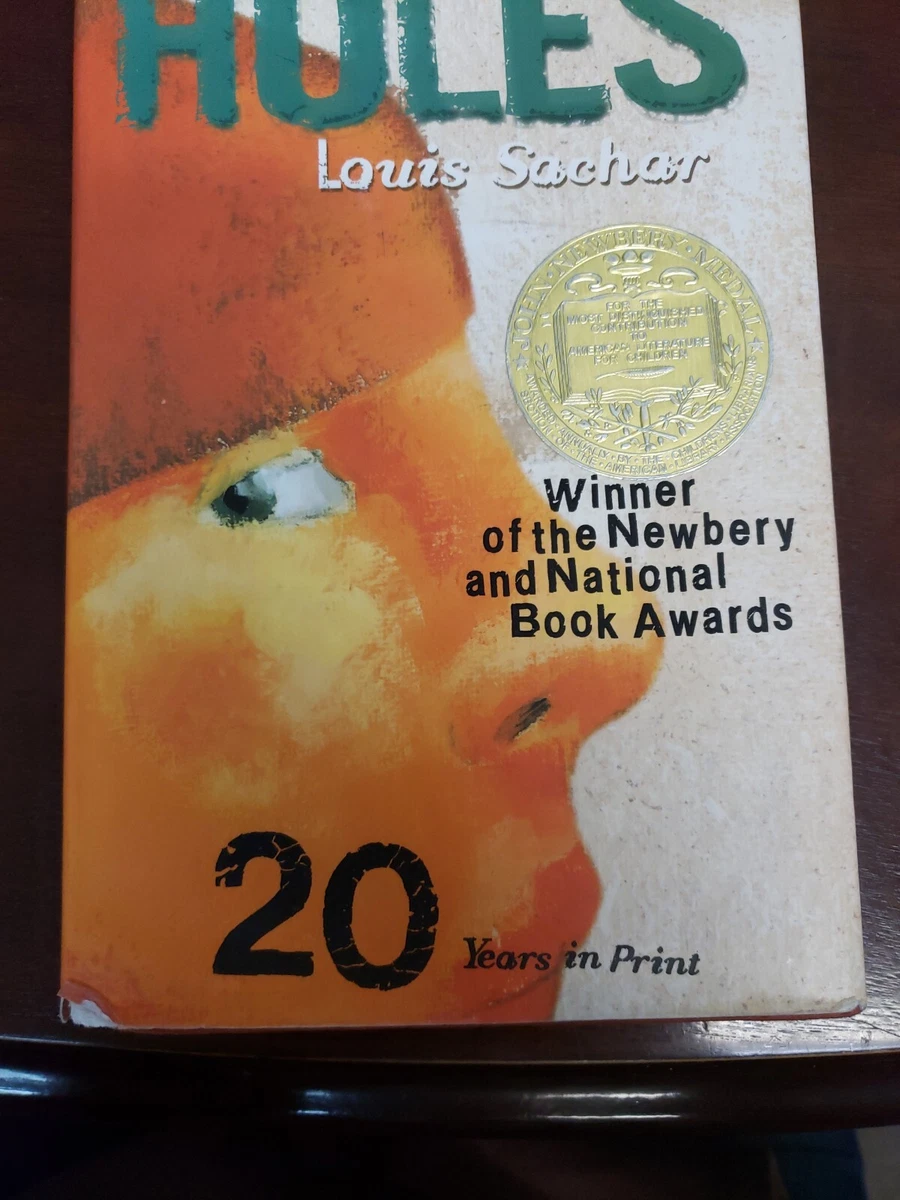 HOLES
Louis Sachar
JOHN · NEWBERY · MEDAL
FOR THE
MOST DISTINGUISHED
CONTRIBUTION
TO
AMERICAN LITERATURE
FOR CHILDREN
Winner
of the Newbery
and National
Book Awards
20
Years in Print